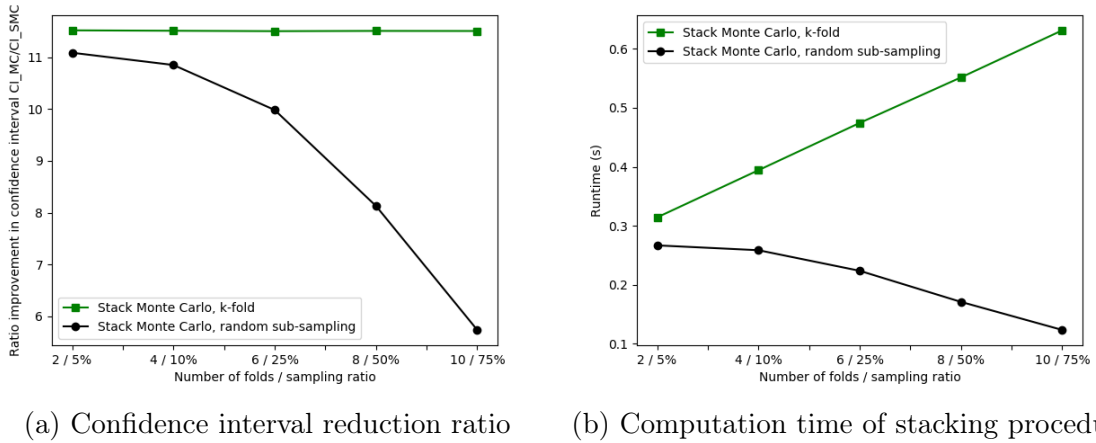 Ratio improvement in confidence interval CI_MC/CI_SMC
11
10
9
8
7
6
Stack Monte Carlo, k-fold
Stack Monte Carlo, random sub-sampling
2 / 5%
4 / 10%
6 / 25%
8 / 50%
10 / 75%
Number of folds / sampling ratio
(a) Confidence interval reduction ratio
Runtime (s)
0.6
0.5
0.4
0.3
0.2
0.1
Stack Monte Carlo, k-fold
Stack Monte Carlo, random sub-sampling
2 / 5%
4 / 10%
6 / 25%
8 / 50%
10 / 75%
Number of folds / sampling ratio
(b) Computation time of stacking procedu